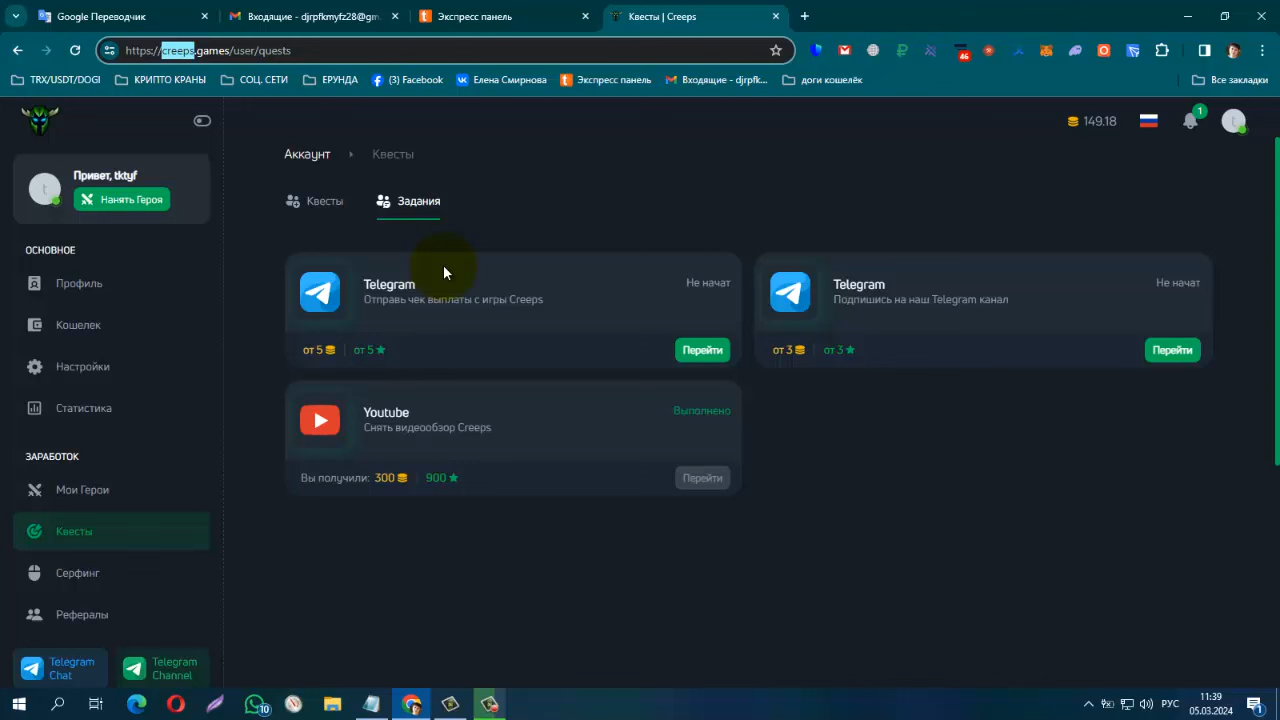 Google Переводчик
Входящие - djrpfkmyfz28@gm
Экспресс панель
Квесты | Creeps
https://creeps.games/user/quests
46
TRX/USDT/DOGI
КРИПТО КРАНЫ
СОЦ. СЕТИ
ЕРУНДА
(3) Facebook
Елена Смирнова
Экспресс панель
Входящие - djrpfk...
доги кошелёк
Все закладки
149.18
1
t
Аккаунт
Квесты
t
Привет, tktyf
Нанять Героя
Квесты
Задания
ОСНОВНОЕ
Профиль
Кошелек
Настройки
Статистика
ЗАРАБОТОК
Мои Герои
Квесты
Серфинг
Рефералы
Telegram
Chat
Telegram
Channel
Telegram
Отправь чек выплаты с игры Creeps
Не начат
от 5
от 5
Перейти
Telegram
Подпишись на наш Telegram канал
Не начат
от 3
от 3
Перейти
Youtube
Снять видеообзор Creeps
Выполнено
Вы получили: 300
900
Перейти
10
РУС
11:39
05.03.2024
1